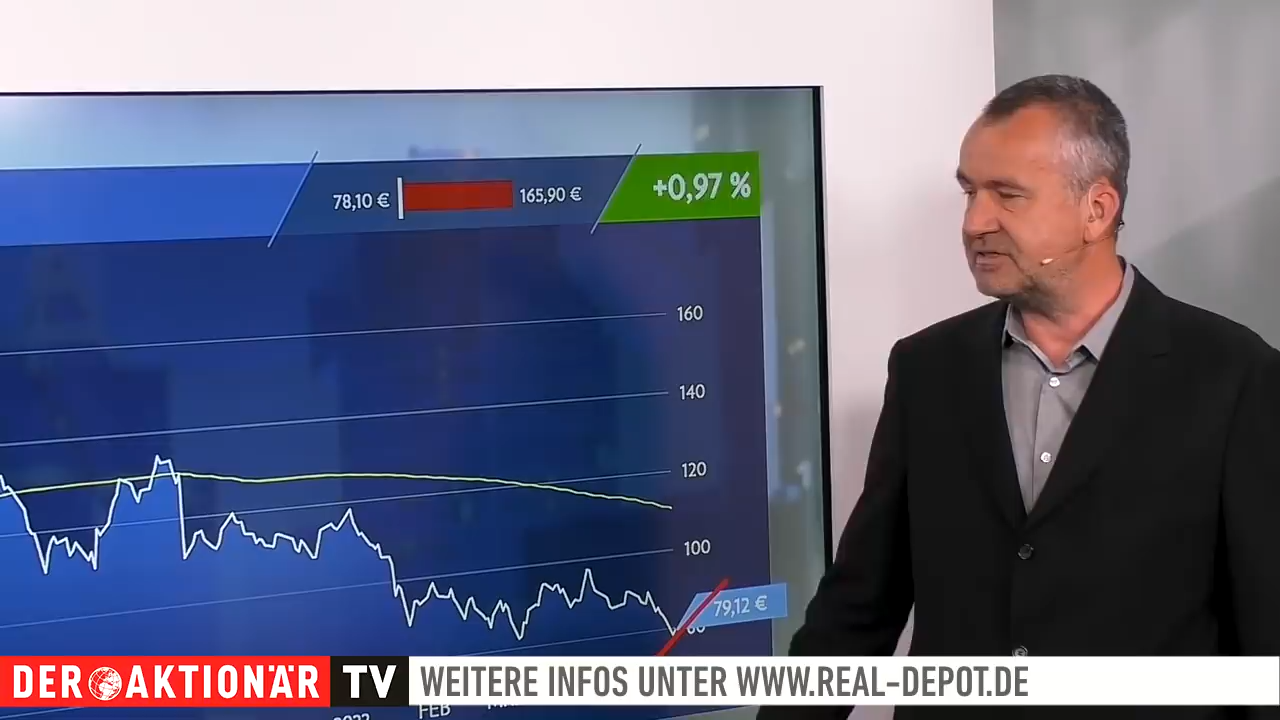 78,10 € 165,90 € +0,97 %
160
140
120
100
79,12 €
DER AKTIONÄR TV WEITERE INFOS UNTER WWW.REAL-DEPOT.DE
FEB